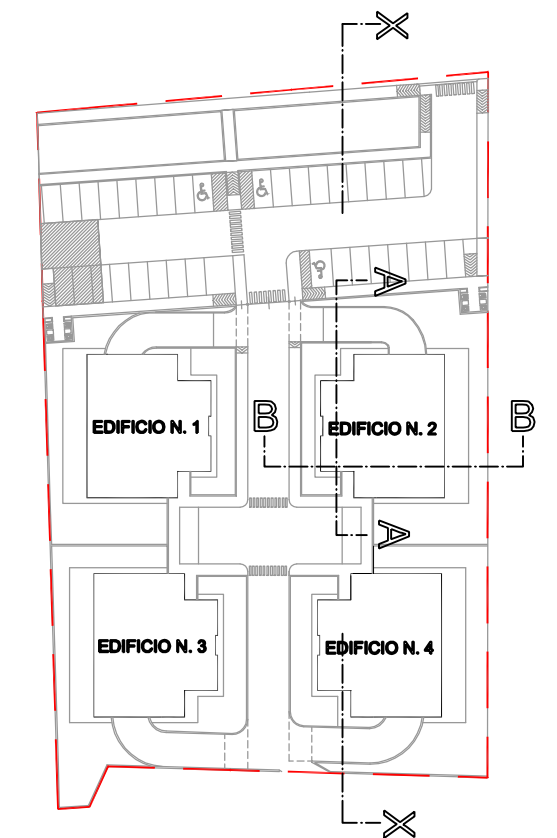 X
A
EDIFICIO N. 1
B
EDIFICIO N. 2
B
A
EDIFICIO N. 3
EDIFICIO N. 4
X